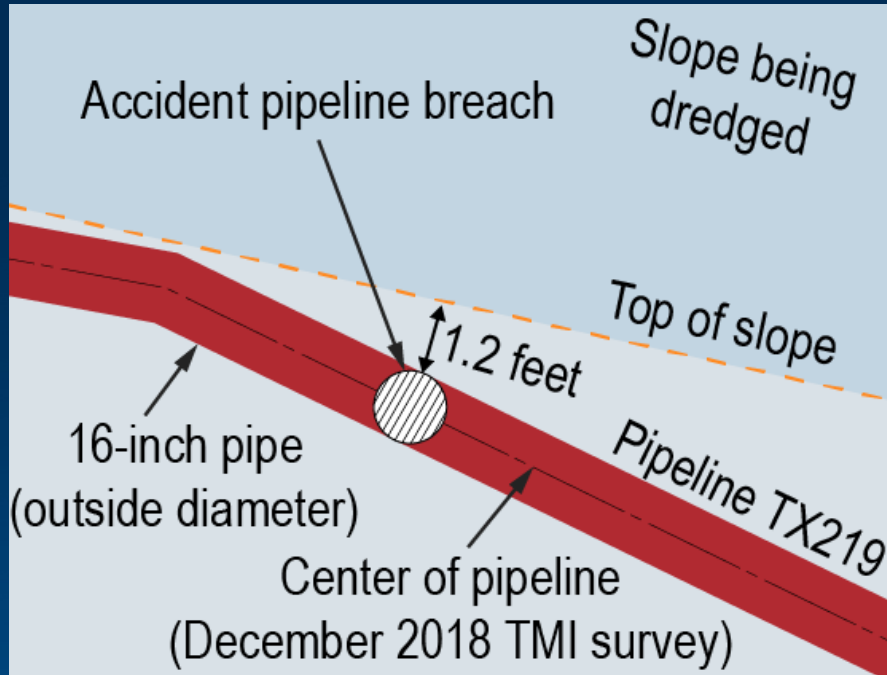 Slope being
dredged
Accident pipeline breach
Top of slope
1.2 feet
Pipeline TX219
16-inch pipe
(outside diameter)
Center of pipeline
(December 2018 TMI survey)